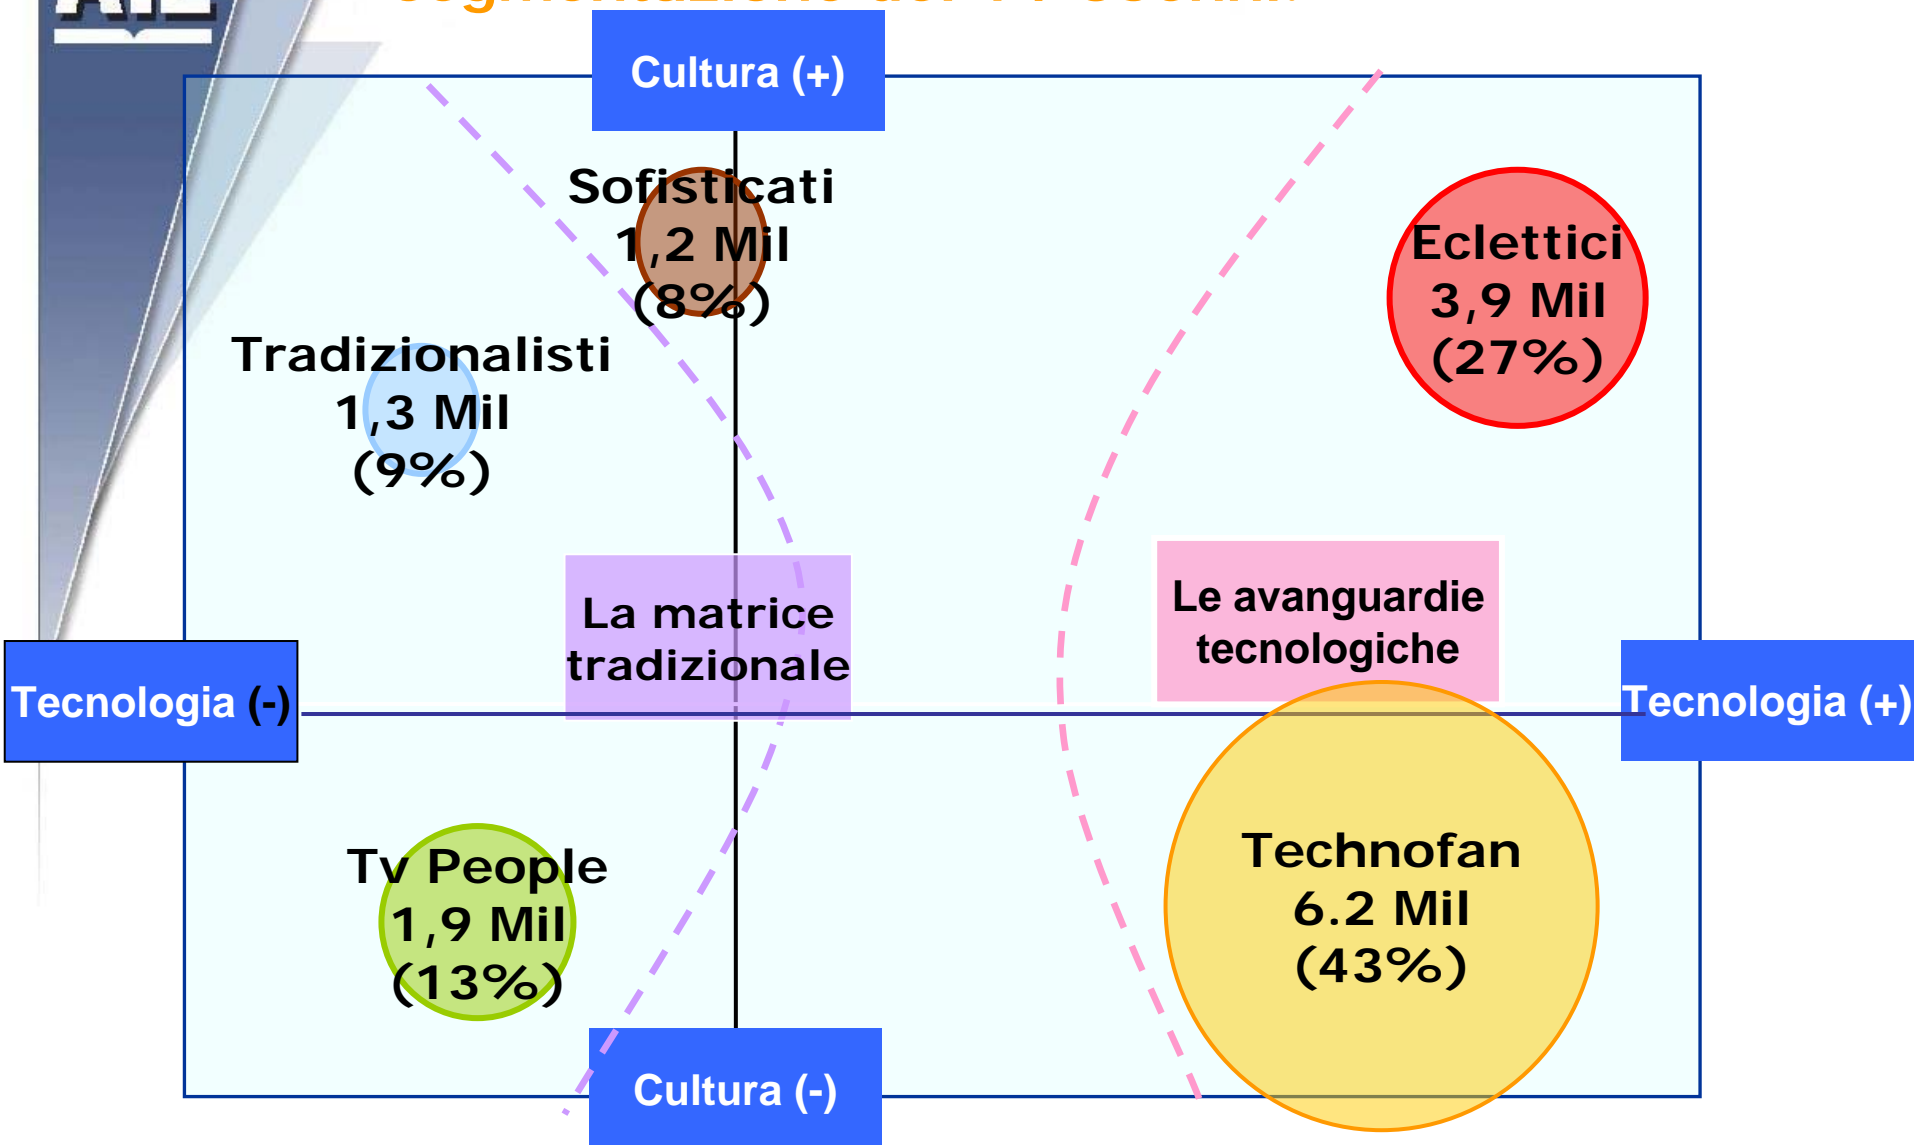 Cultura (+)
Sofisticati
1,2 Mil
(8%)
Eclettici
3,9 Mil
(27%)
Tradizionalisti
1,3 Mil
(9%)
La matrice
tradizionale
Le avanguardie
tecnologiche
Tecnologia (-)
Tecnologia (+)
Tv People
1,9 Mil
(13%)
Technofan
6.2 Mil
(43%)
Cultura (-)